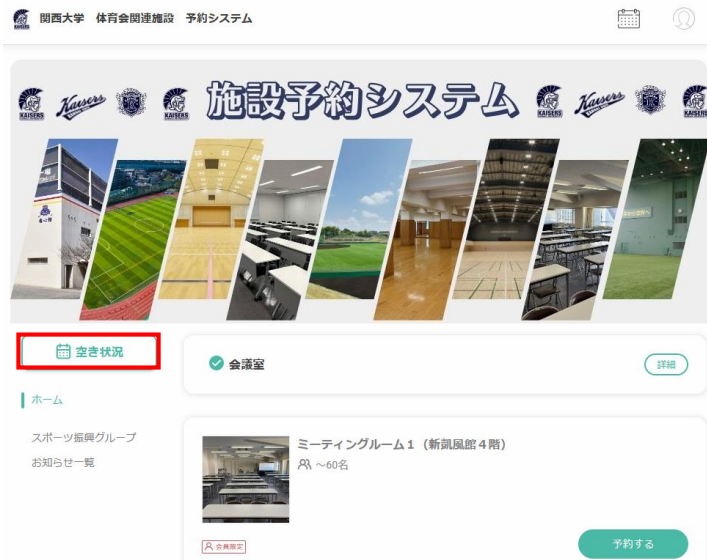 関西大学 体育会関連施設 予約システム
KAISERS Kaisers KAISERS 施設予約システム KAISERS Kaisers KAISERS
空き状況
会議室
詳細
ホーム
スポーツ振興グループ
お知らせ一覧
ミーティングルーム１（新凱風館４階）
～60名
会員限定
予約する